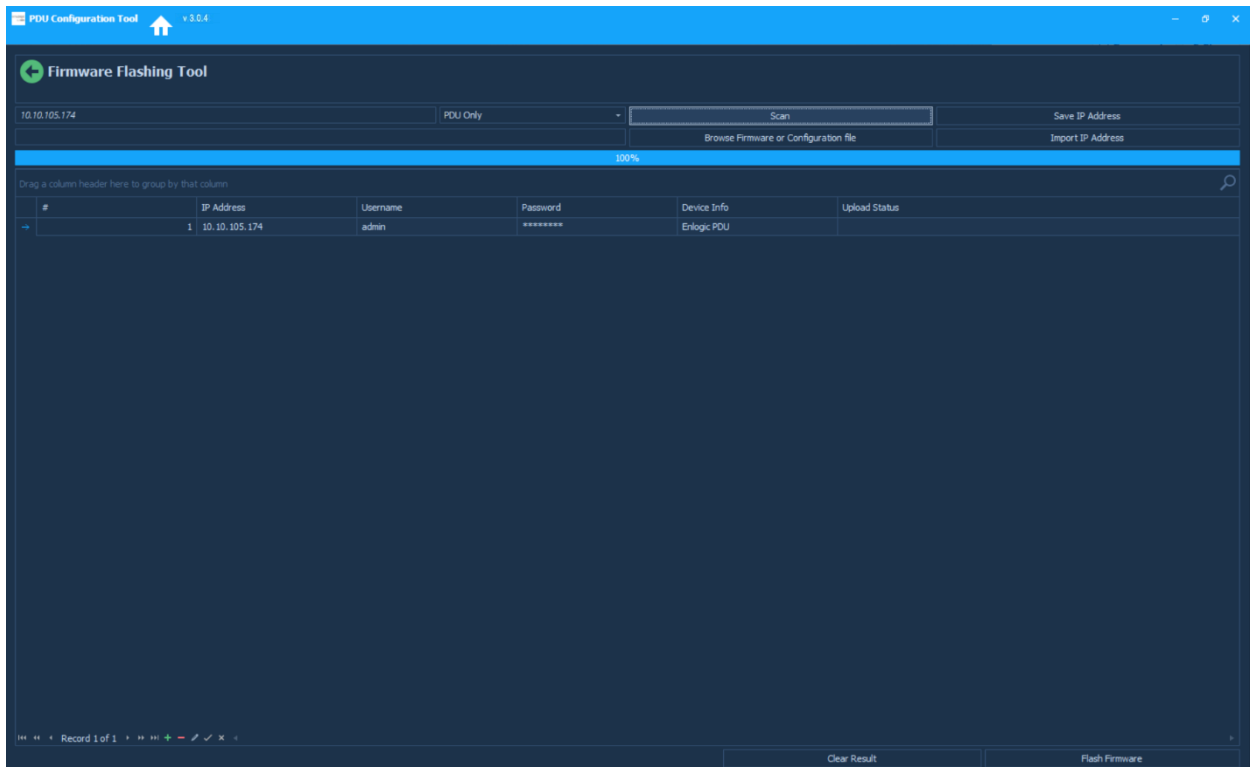 PDU Configuration Tool v 3.0.4
Firmware Flashing Tool
10.10.105.174 PDU Only Scan Save IP Address
Browse Firmware or Configuration file Import IP Address
100%
Drag a column header here to group by that column
# IP Address Username Password Device Info Upload Status
1 10.10.105.174 admin ******** Enlogic PDU
Record 1 of 1
Clear Result Flash Firmware